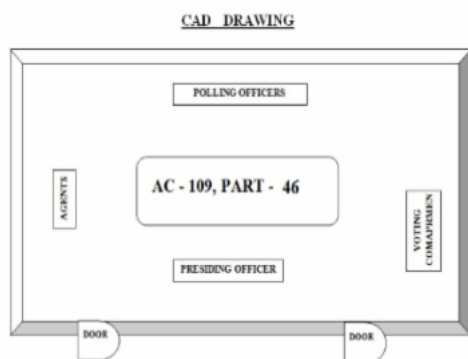 CAD DRAWING
POLLING OFFICERS
AGENTS
AC - 109, PART - 46
VOTING
COMAPRMEN
PRESIDING OFFICER
DOOR
DOOR